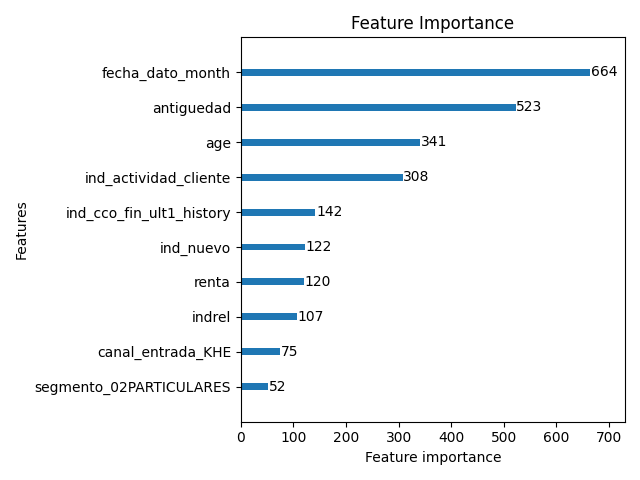 Feature Importance
fecha_dato_month 664
antiguedad 523
age 341
ind_actividad_cliente 308
ind_cco_fin_ult1_history 142
ind_nuevo 122
renta 120
indrel 107
canal_entrada_KHE 75
segmento_02PARTICULARES 52
Features
0 100 200 300 400 500 600 700
Feature importance